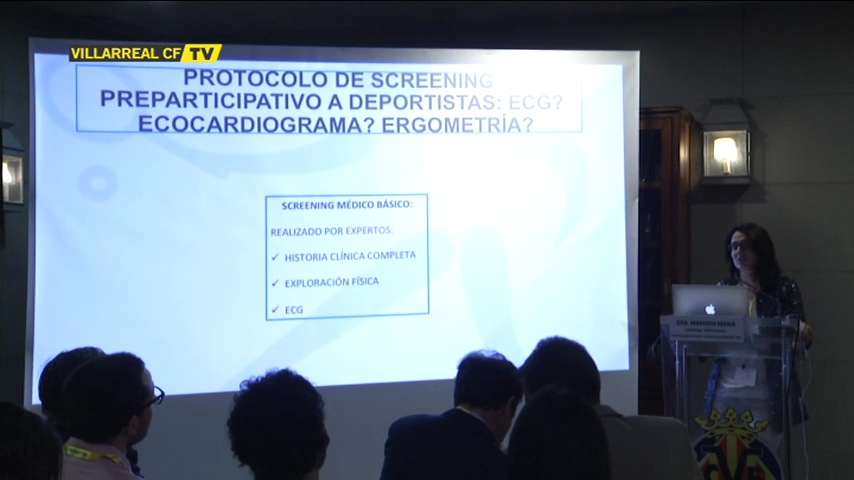 VILLARREAL CF TV
PROTOCOLO DE SCREENING
PREPARTICIPATIVO A DEPORTISTAS: ECG?
ECOCARDIOGRAMA? ERGOMETRÍA?
SCREENING MÉDICO BÁSICO:
REALIZADO POR EXPERTOS:
✓ HISTORIA CLÍNICA COMPLETA
✓ EXPLORACIÓN FÍSICA
✓ ECG
DRA.